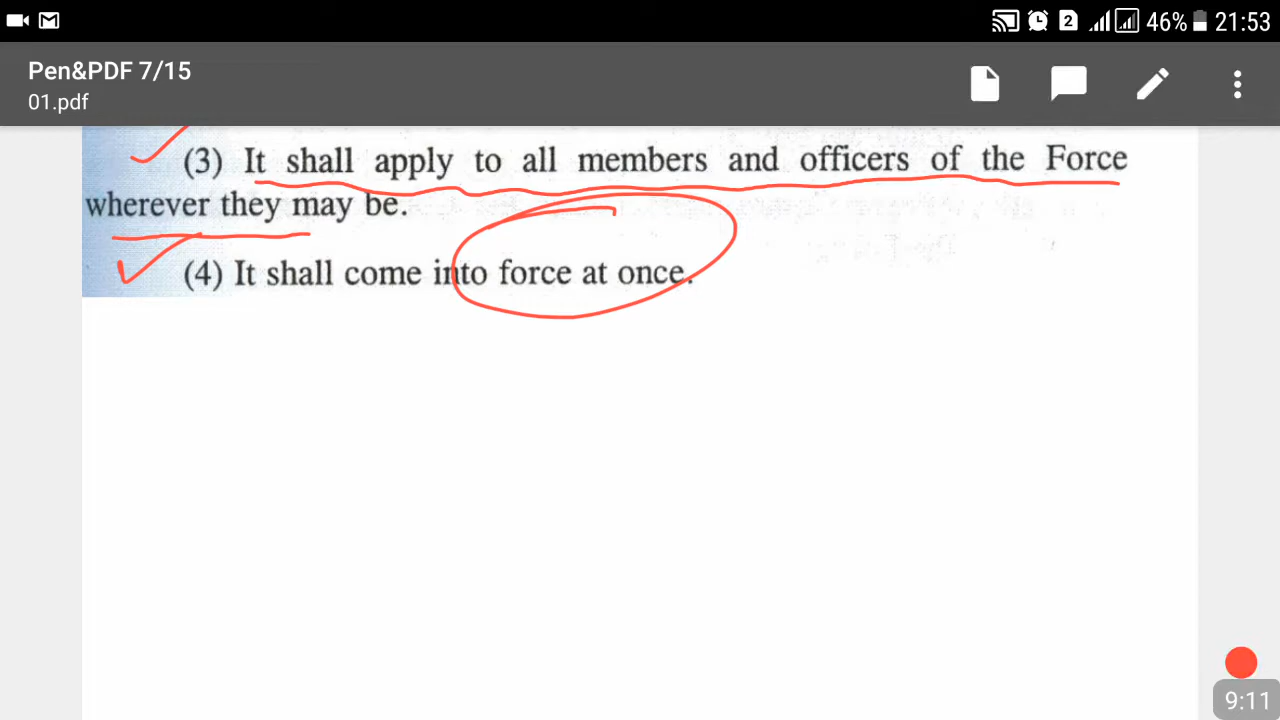 2 46% 21:53
Pen&PDF 7/15
01.pdf
(3) It shall apply to all members and officers of the Force
wherever they may be.
(4) It shall come into force at once.
9:11